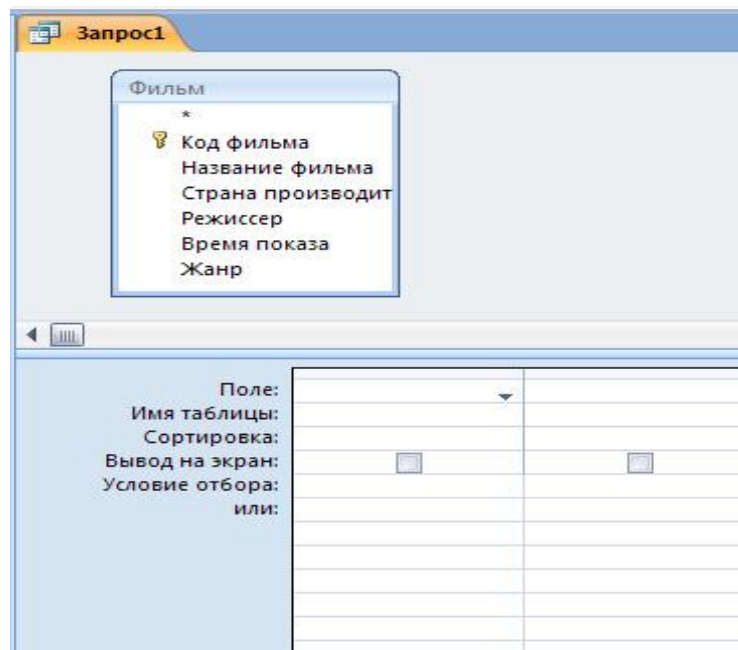 Запрос1
Фильм
*
Код фильма
Название фильма
Страна производит
Режиссер
Время показа
Жанр
Поле:
Имя таблицы:
Сортировка:
Вывод на экран:
Условие отбора:
или: